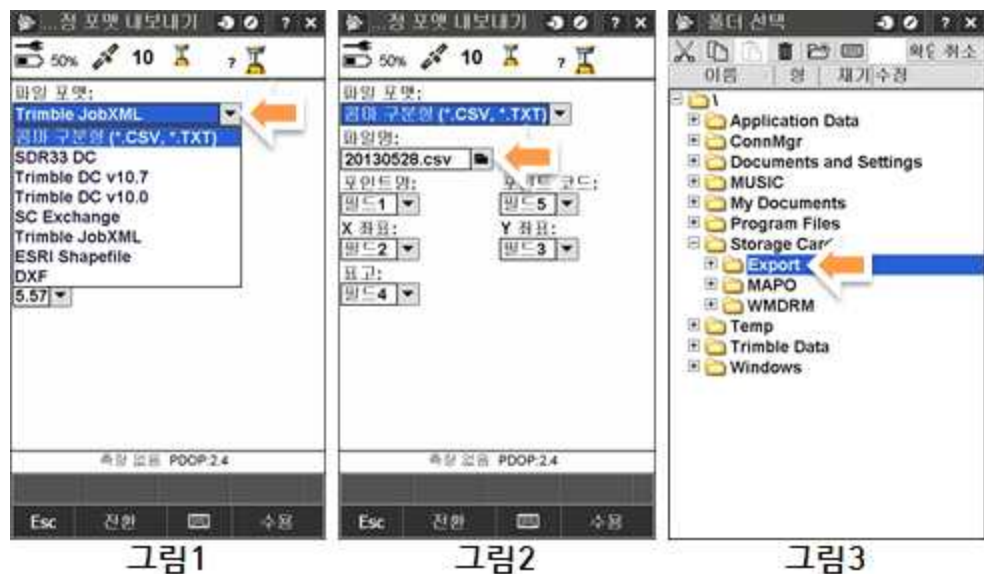 ...정 포맷 내보내기 ? ×
50% 10 ?
파일 포맷:
Trimble JobXML
콤마 구분형 (*.CSV, *.TXT)
SDR33 DC
Trimble DC v10.7
Trimble DC v10.0
SC Exchange
Trimble JobXML
ESRI Shapefile
DXF
5.57
측량 없음 PDOP:2.4
Esc 전환 수용
그림1
...정 포맷 내보내기 ? ×
50% 10 ?
파일 포맷:
콤마 구분형 (*.CSV, *.TXT)
파일명:
20130528.csv
포인트명: 포인트 코드:
필드1 필드5
X 좌표: Y 좌표:
필드2 필드3
표고:
필드4
측량 없음 PDOP:2.4
Esc 전환 수용
그림2
폴더 선택 ? ×
취소
이름 형 재기 수정
\
Application Data
ConnMgr
Documents and Settings
MUSIC
My Documents
Program Files
Storage Card
Export
MAPO
WMDRM
Temp
Trimble Data
Windows
그림3